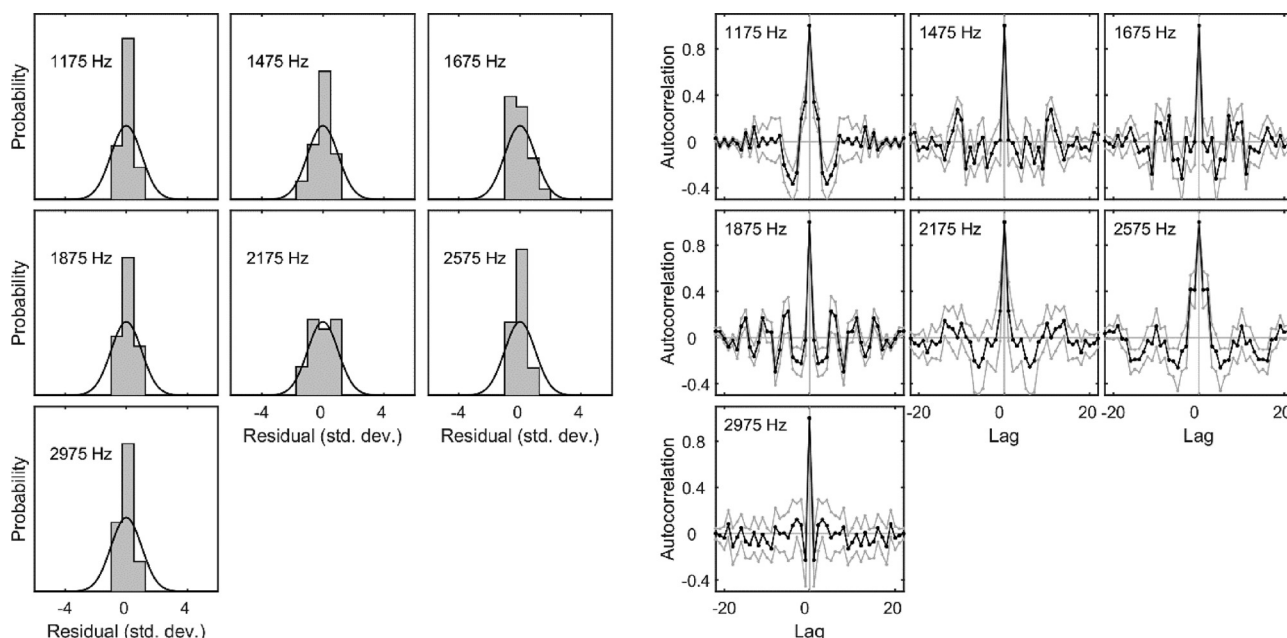 Probability
1175 Hz
1475 Hz
1675 Hz
Probability
1875 Hz
2175 Hz
2575 Hz
-4 0 4
Residual (std. dev.)
-4 0 4
Residual (std. dev.)
Probability
2975 Hz
-4 0 4
Residual (std. dev.)
Autocorrelation
0.8
0.4
0
-0.4
1175 Hz
1475 Hz
1675 Hz
Autocorrelation
0.8
0.4
0
-0.4
1875 Hz
2175 Hz
2575 Hz
-20 0 20
Lag
-20 0 20
Lag
Autocorrelation
0.8
0.4
0
-0.4
2975 Hz
-20 0 20
Lag